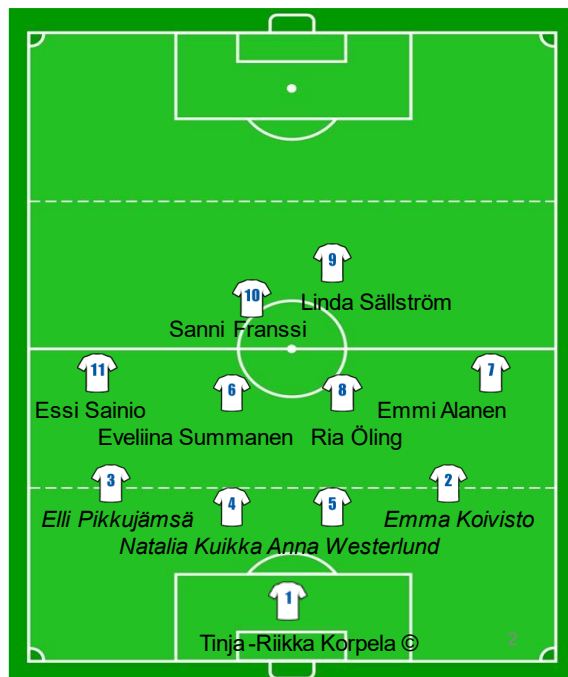 9
Linda Sällström
10
Sanni Franssi
11
7
6
8
Essi Sainio
Emmi Alanen
Eveliina Summanen
Ria Öling
3
2
4
5
Elli Pikkujämsä
Emma Koivisto
Natalia Kuikka Anna Westerlund
1
Tinja-Riikka Korpela ©
2